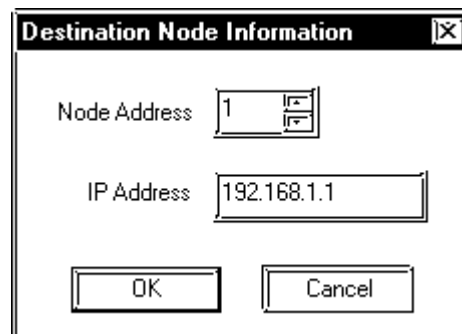 Destination Node Information
Node Address 1
IP Address 192.168.1.1
OK Cancel